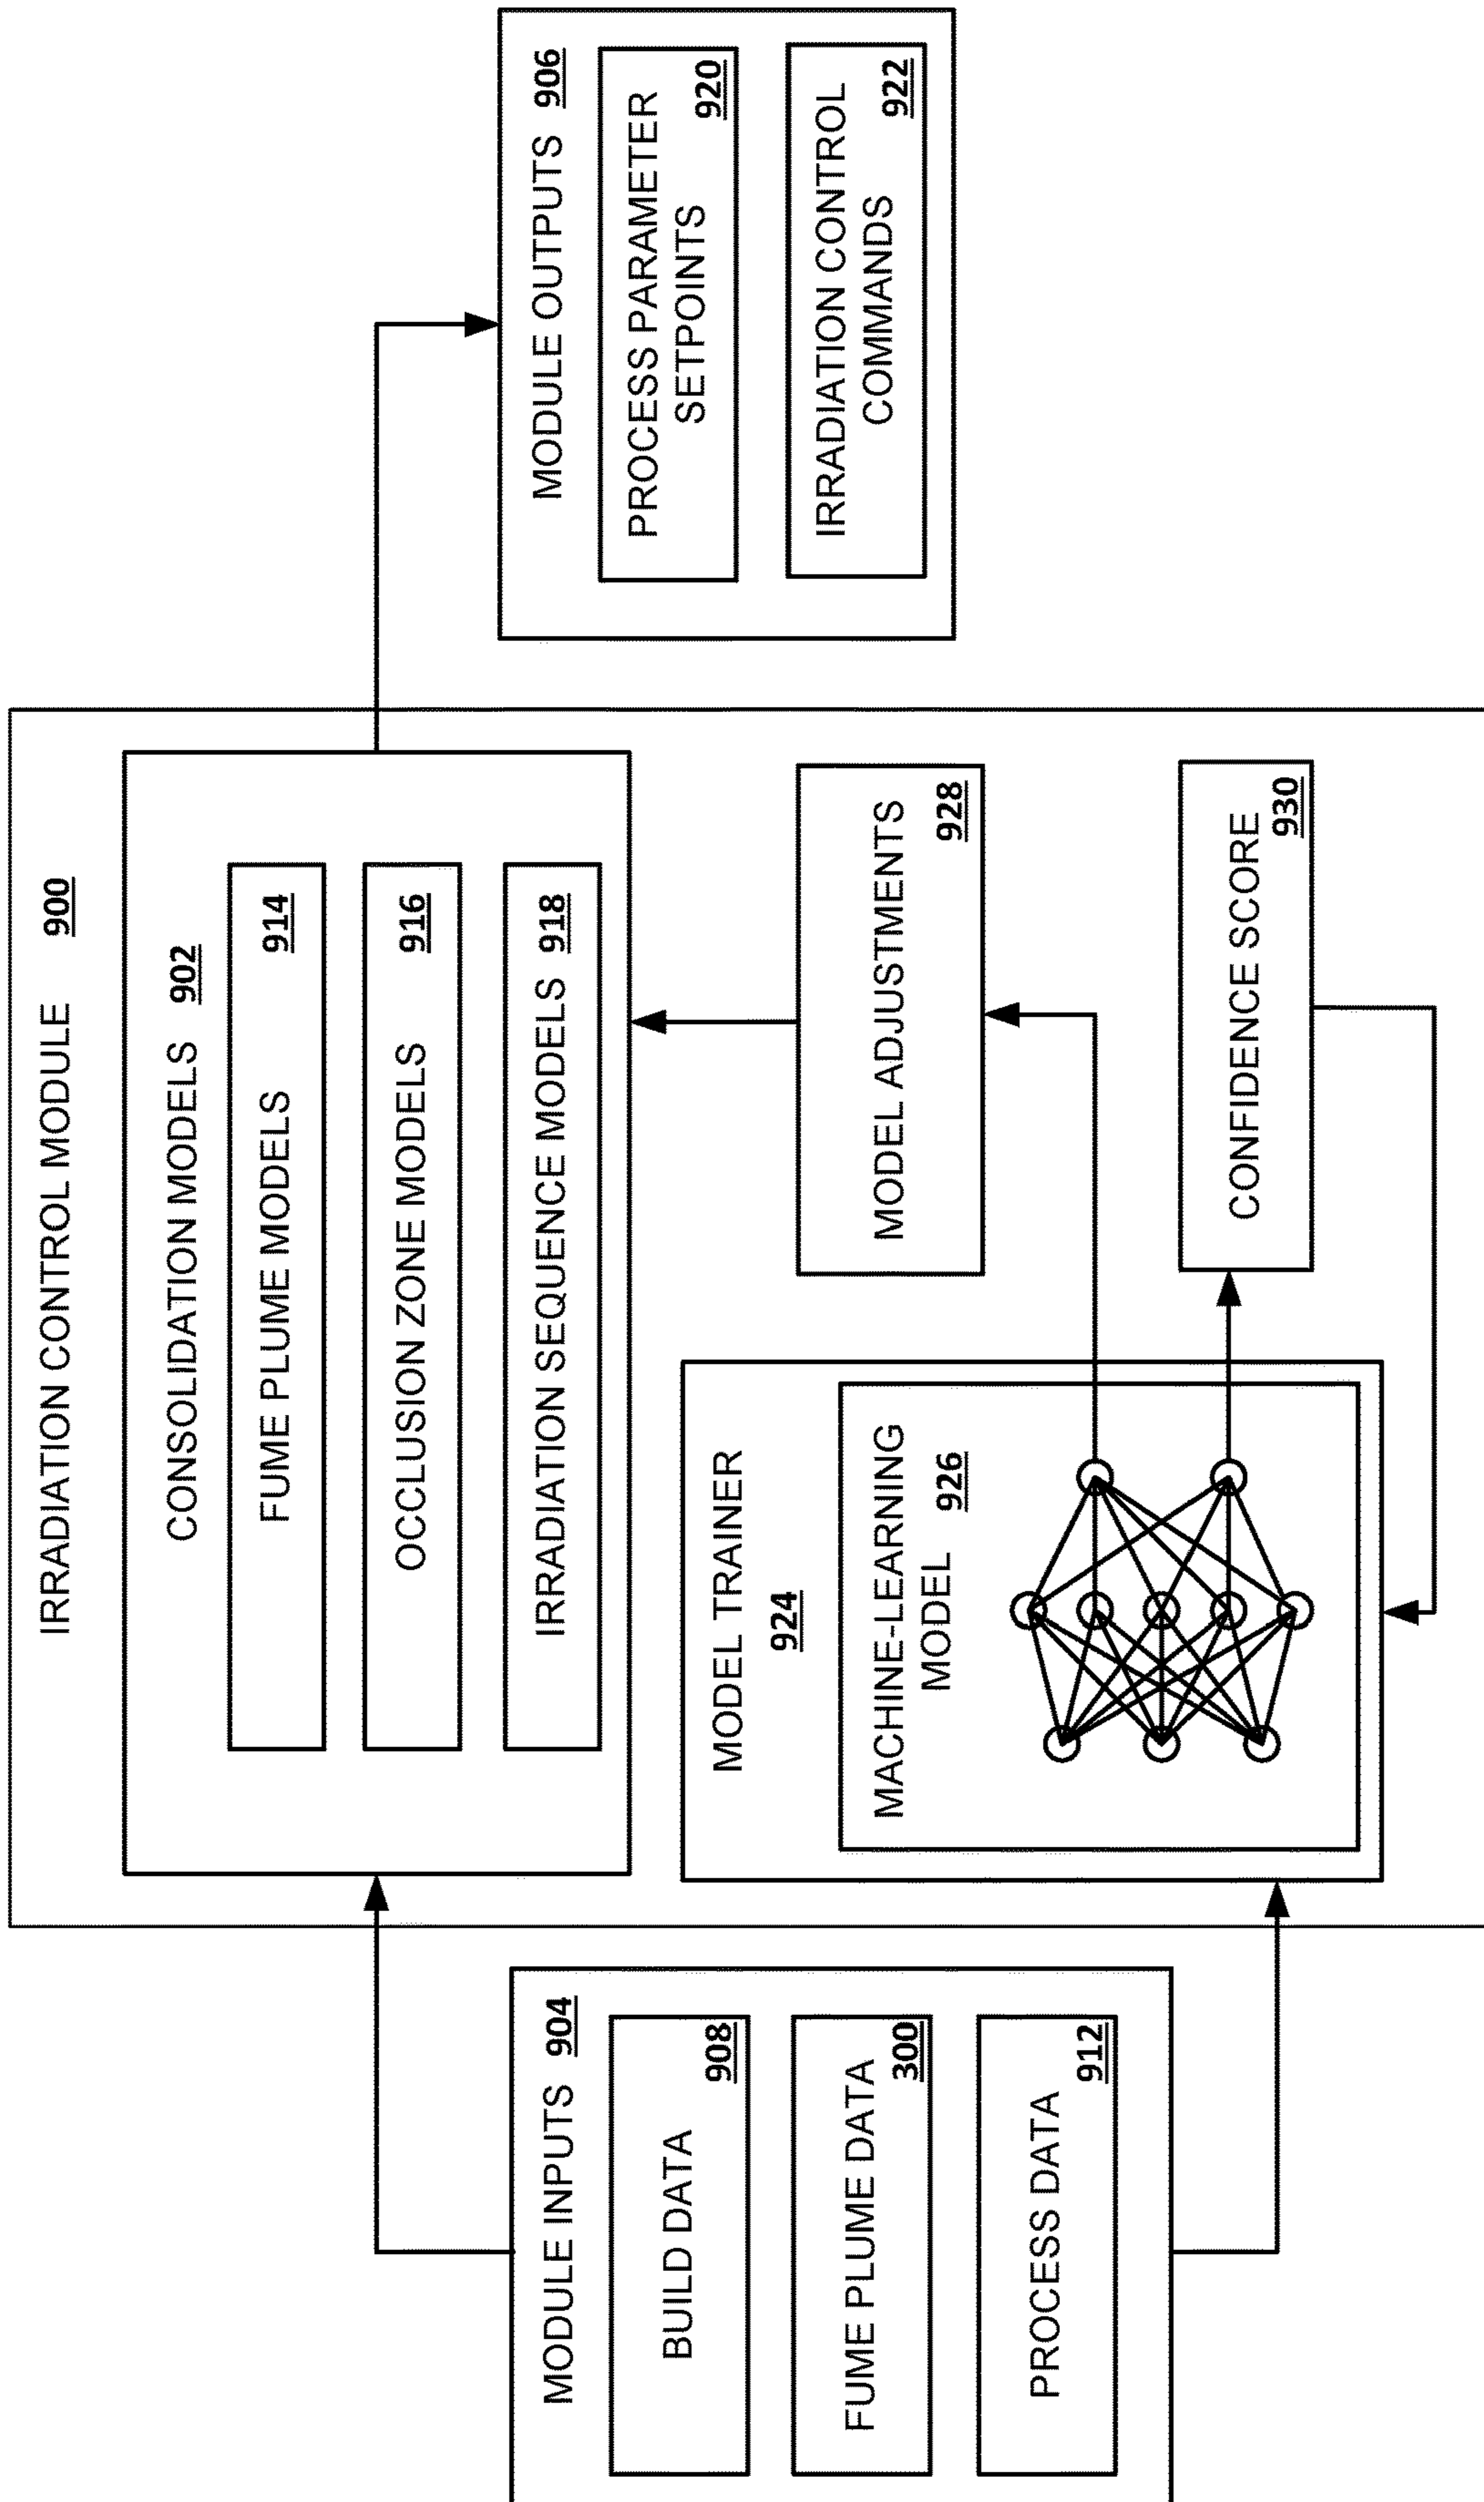 IRRADIATION CONTROL MODULE 900
CONSOLIDATION MODELS 902
FUME PLUME MODELS 914
OCCLUSION ZONE MODELS 916
IRRADIATION SEQUENCE MODELS 918
MODULE INPUTS 904
BUILD DATA
908
FUME PLUME DATA
300
PROCESS DATA
912
MODEL TRAINER
924
MACHINE-LEARNING
MODEL 926
MODEL ADJUSTMENTS
928
CONFIDENCE SCORE
930
MODULE OUTPUTS 906
PROCESS PARAMETER
SETPOINTS 920
IRRADIATION CONTROL
COMMANDS 922